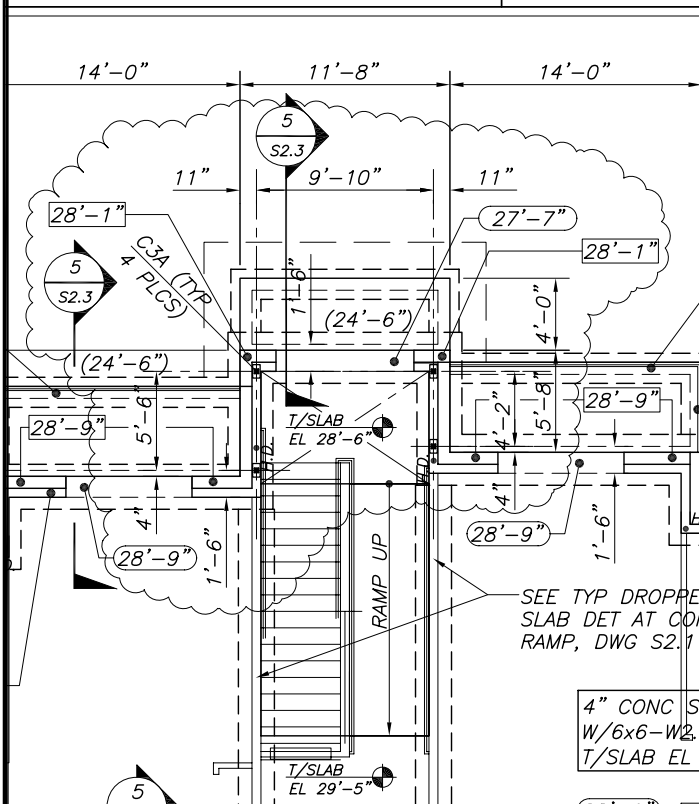 14'-0"
11'-8"
14'-0"
5
S2.3
11"
9'-10"
11"
28'-1"
27'-7"
28'-1"
C3A (TYP
4 PLCS)
5
S2.3
1'-6"
4'-0"
(24'-6")
(24'-6")
5'-6"
4'-2"
5'-8"
28'-9"
28'-9"
T/SLAB
EL 28'-6"
H.D.
H.D.
4"
4"
28'-9"
1'-6"
28'-9"
1'-6"
RAMP UP
SEE TYP DROPPE
SLAB DET AT CO
RAMP, DWG S2.1
4" CONC S
W/6x6-W2.
T/SLAB EL
T/SLAB
EL 29'-5"
5